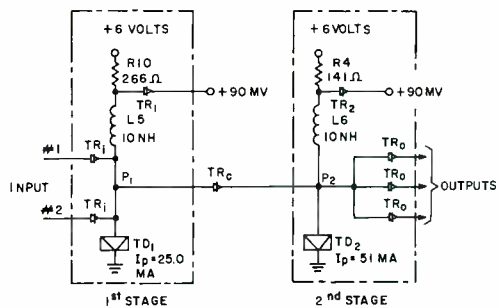 +6 VOLTS
R10
266Ω
TR1
+90 MV
L5
10NH
#1
TRi
INPUT
P1
TRc
#2
TRi
TD1
Ip=25.0
MA
1st STAGE
+6 VOLTS
R4
141Ω
TR2
+90MV
L6
10NH
P2
TRo
TRo
TRo
OUTPUTS
TD2
Ip=51 MA
2nd STAGE